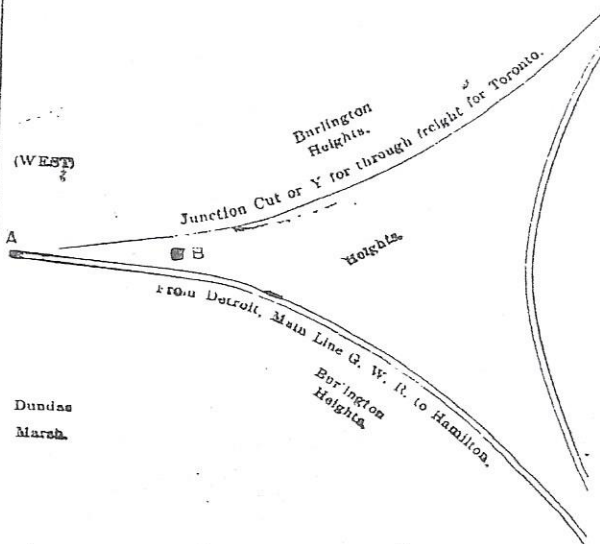 Burlington
Heights.
Junction Cut or Y for through freight for Toronto.
(WEST)
A
B
Heights.
From Detroit, Main Line G. W. R. to Hamilton.
Burlington
Heights,
Dundas
Marsh.